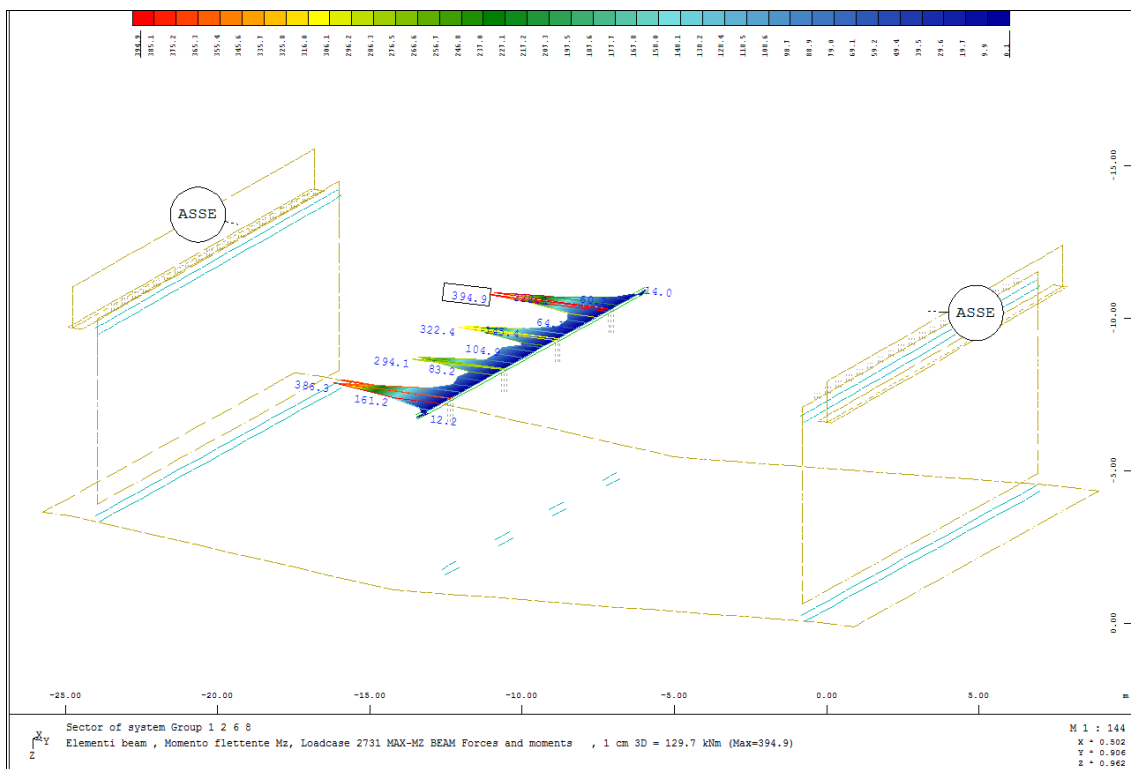 394.9 385.1 375.2 365.3 355.4 345.6 335.7 325.8 316.0 306.1 296.2 286.3 276.5 266.6 256.7 246.8 237.0 227.1 217.2 207.3 197.5 187.6 177.7 167.8 158.0 148.1 138.2 128.4 118.5 108.6 98.7 88.9 79.0 69.1 59.2 49.4 39.5 29.6 19.7 9.9 0.1
-15.00
ASSE
394.9 14.0
-10.00
ASSE
322.4
104.9
294.1 83.2
386.3 161.2
12.2
-5.00
0.00
-25.00 -20.00 -15.00 -10.00 -5.00 0.00 5.00 m
Sector of system Group 1 2 6 8
M 1 : 144
X Y Z
Elementi beam , Momento flettente Mz, Loadcase 2731 MAX-MZ BEAM Forces and moments , 1 cm 3D = 129.7 kNm (Max=394.9)
X * 0.502
Y * 0.906
Z * 0.962